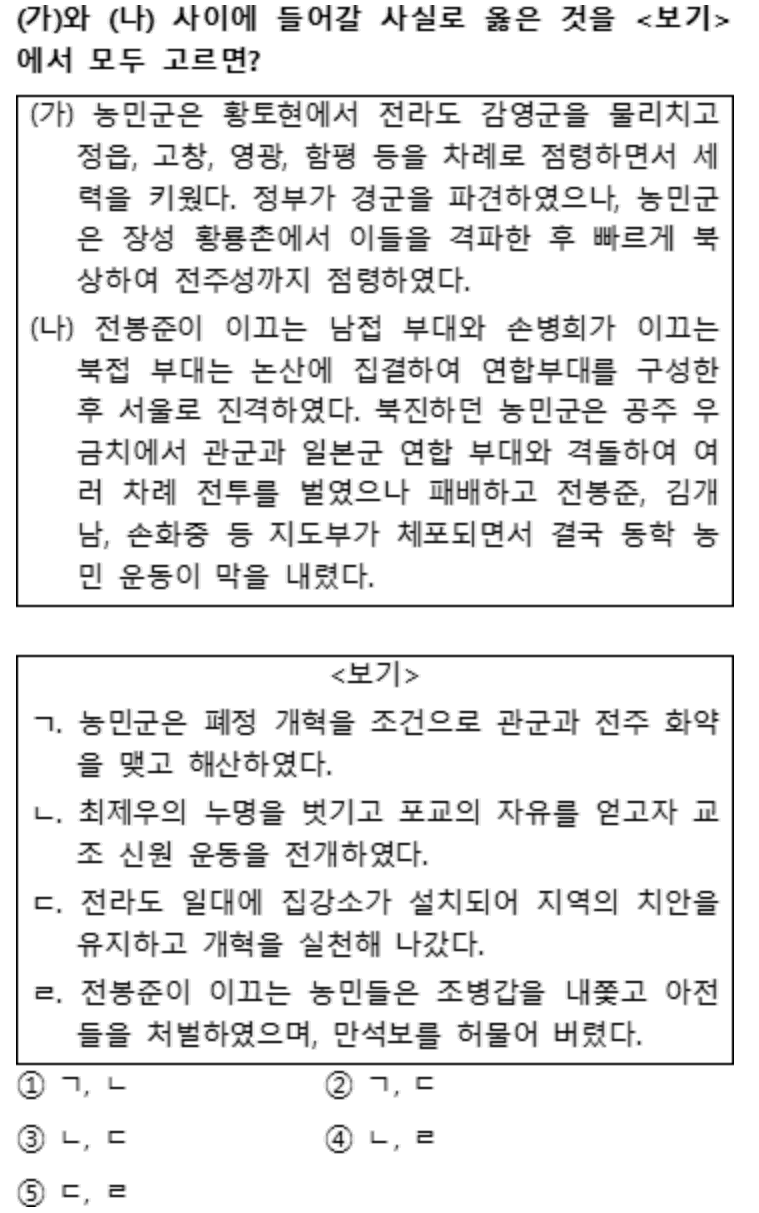 (가)와 (나) 사이에 들어갈 사실로 옳은 것을 <보기>
에서 모두 고르면?
(가) 농민군은 황토현에서 전라도 감영군을 물리치고
정읍, 고창, 영광, 함평 등을 차례로 점령하면서 세
력을 키웠다. 정부가 경군을 파견하였으나, 농민군
은 장성 황룡촌에서 이들을 격파한 후 빠르게 북
상하여 전주성까지 점령하였다.
(나) 전봉준이 이끄는 남접 부대와 손병희가 이끄는
북접 부대는 논산에 집결하여 연합부대를 구성한
후 서울로 진격하였다. 북진하던 농민군은 공주 우
금치에서 관군과 일본군 연합 부대와 격돌하여 여
러 차례 전투를 벌였으나 패배하고 전봉준, 김개
남, 손화중 등 지도부가 체포되면서 결국 동학 농
민 운동이 막을 내렸다.
<보기>
ㄱ. 농민군은 폐정 개혁을 조건으로 관군과 전주 화약
을 맺고 해산하였다.
ㄴ. 최제우의 누명을 벗기고 포교의 자유를 얻고자 교
조 신원 운동을 전개하였다.
ㄷ. 전라도 일대에 집강소가 설치되어 지역의 치안을
유지하고 개혁을 실천해 나갔다.
ㄹ. 전봉준이 이끄는 농민들은 조병갑을 내쫓고 아전
들을 처벌하였으며, 만석보를 허물어 버렸다.
① ㄱ, ㄴ ② ㄱ, ㄷ
③ ㄴ, ㄷ ④ ㄴ, ㄹ
⑤ ㄷ, ㄹ